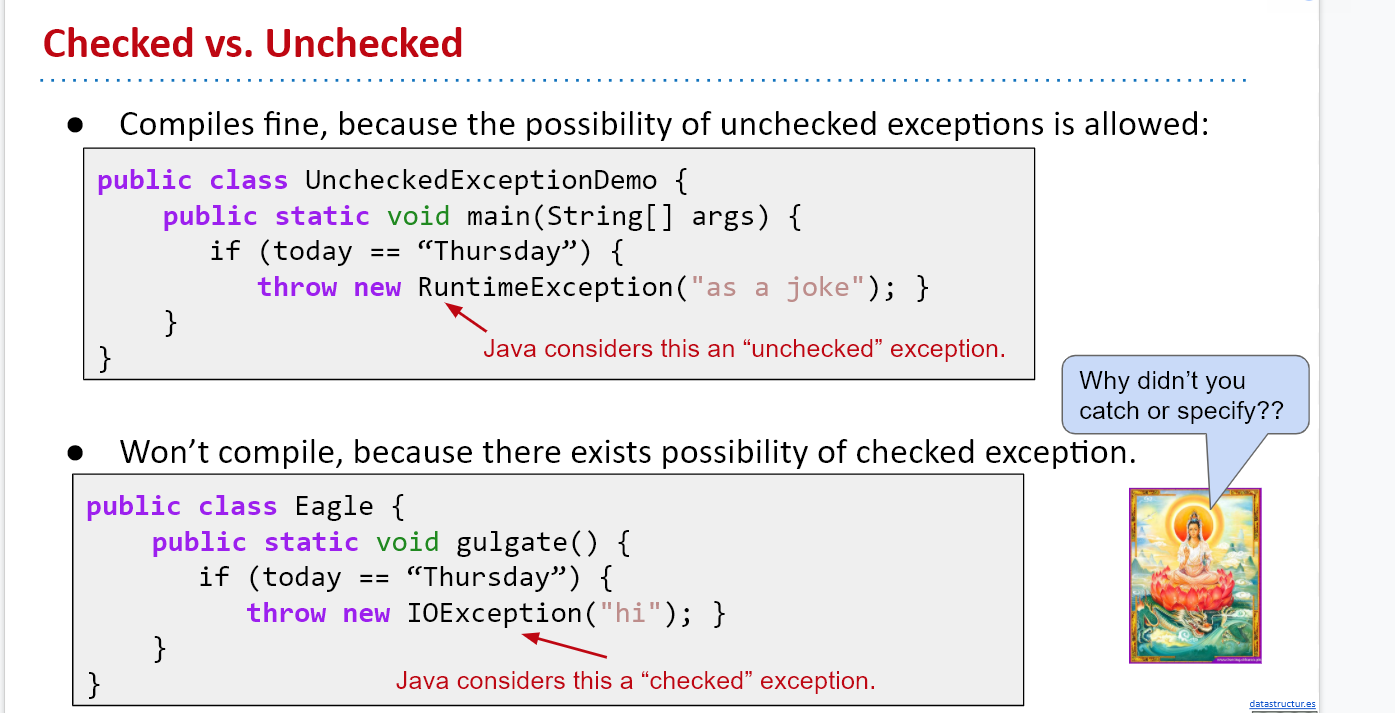 Checked vs. Unchecked
● Compiles fine, because the possibility of unchecked exceptions is allowed:
public class UncheckedExceptionDemo {
public static void main(String[] args) {
if (today == “Thursday”) {
throw new RuntimeException("as a joke"); }
}
Java considers this an “unchecked” exception.
}
Why didn’t you
catch or specify??
● Won’t compile, because there exists possibility of checked exception.
public class Eagle {
public static void gulgate() {
if (today == “Thursday”) {
throw new IOException("hi"); }
}
Java considers this a “checked” exception.
}
datastructur.es